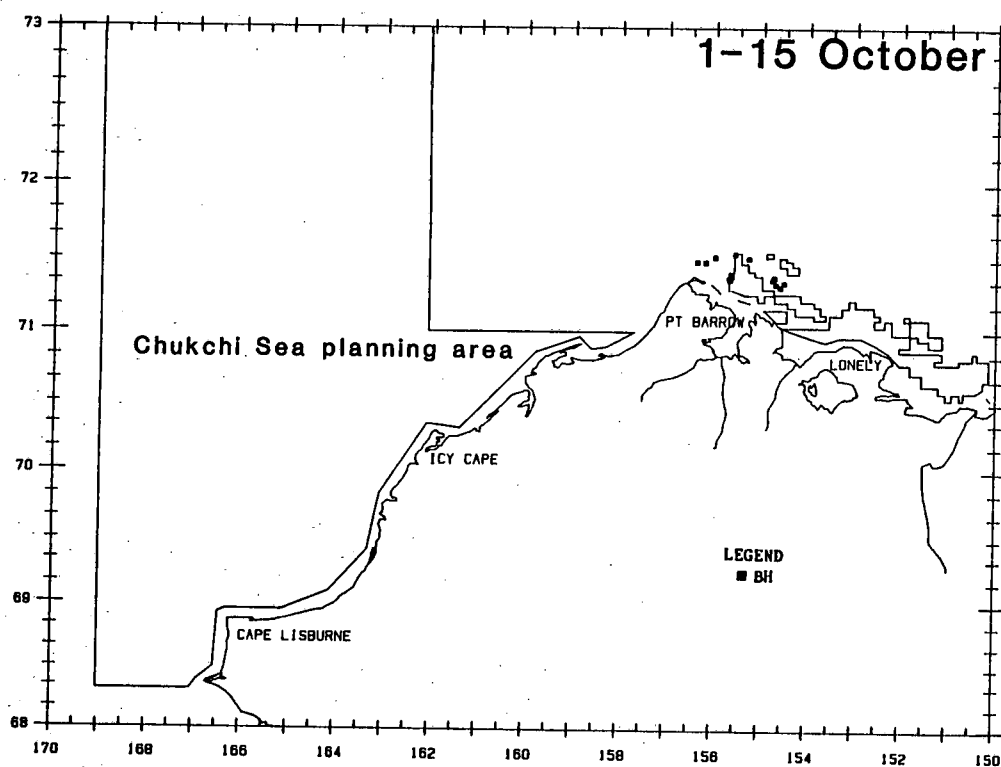 73
1-15 October
72
71
PT BARROW
Chukchi Sea planning area
LONELY
70
ICY CAPE
LEGEND
BH
69
CAPE LISBURNE
68
170 168 166 164 162 160 158 156 154 152 150